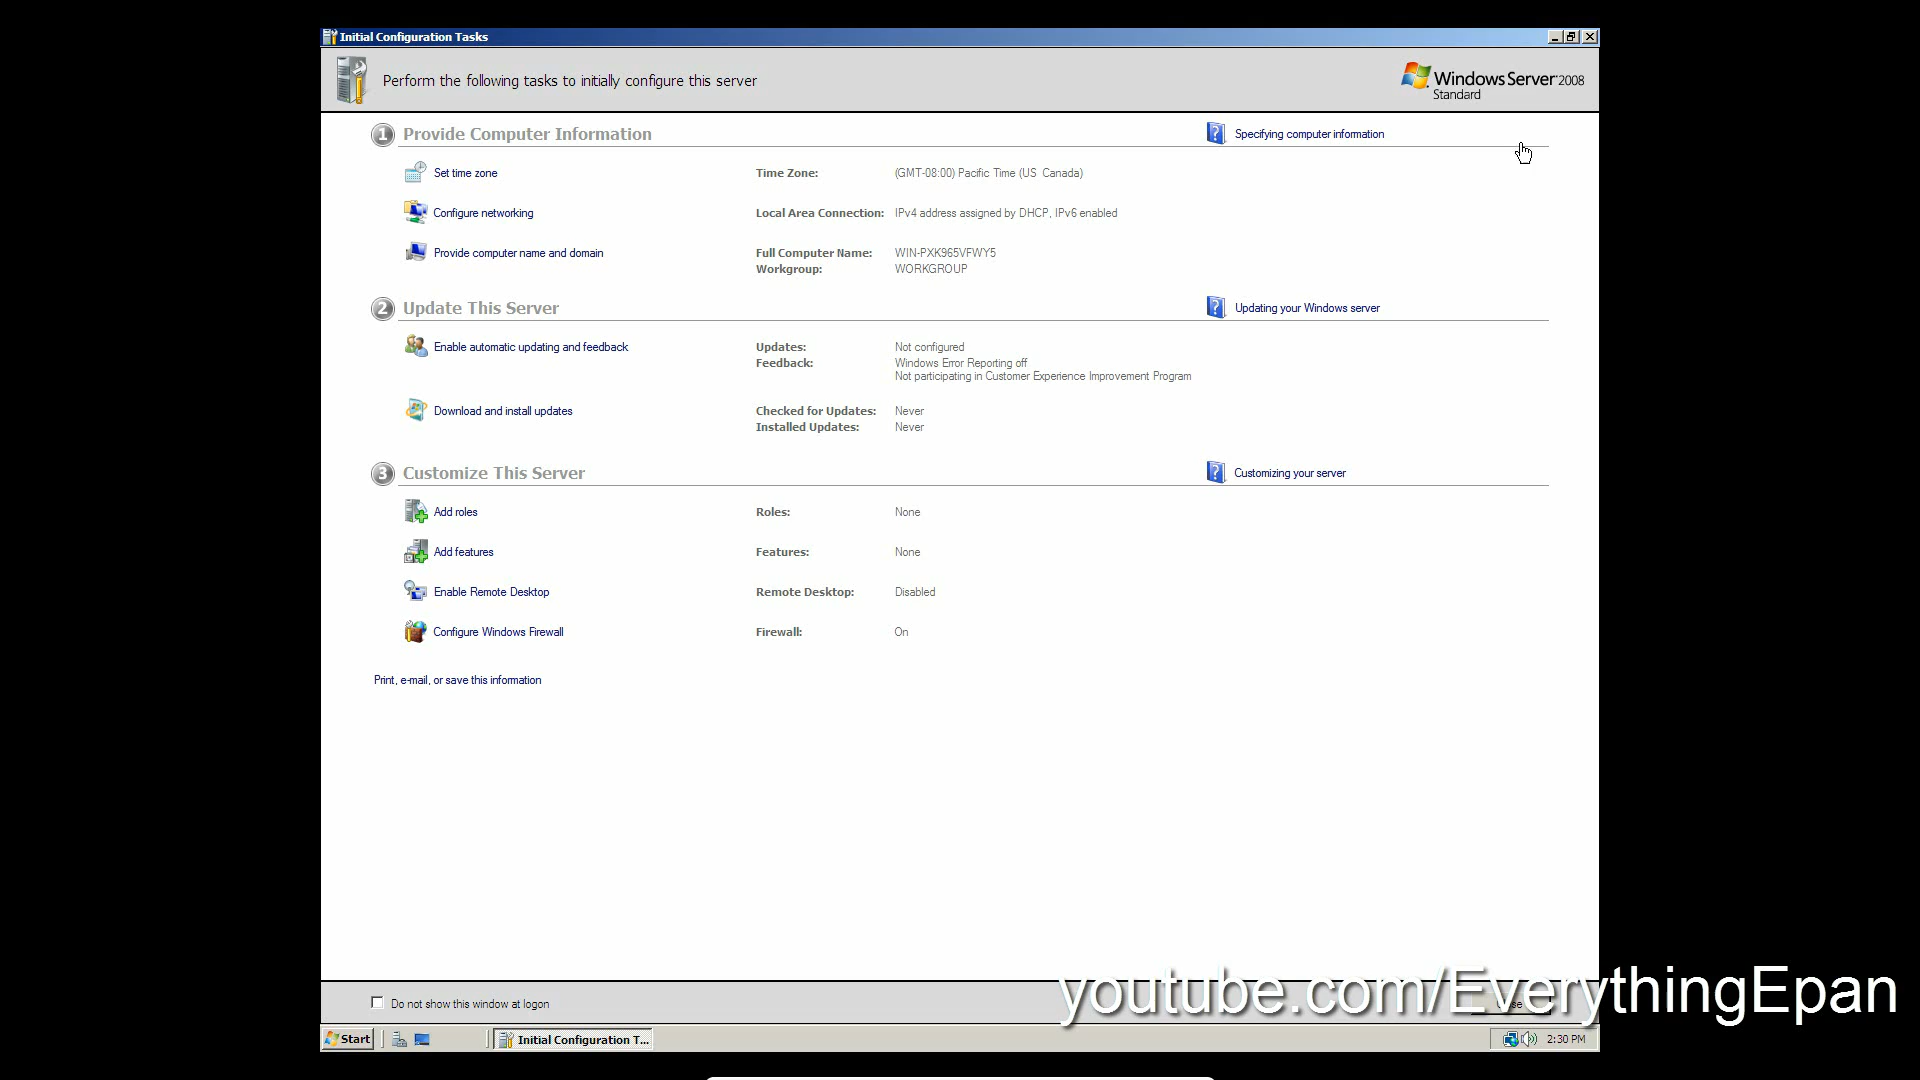 Initial Configuration Tasks
Perform the following tasks to initially configure this server
Windows Server 2008
Standard
1 Provide Computer Information
Specifying computer information
Set time zone
Time Zone: (GMT-08:00) Pacific Time (US Canada)
Configure networking
Local Area Connection: IPv4 address assigned by DHCP, IPv6 enabled
Provide computer name and domain
Full Computer Name: WIN-PXK965VFWY5
Workgroup: WORKGROUP
2 Update This Server
Updating your Windows server
Enable automatic updating and feedback
Updates: Not configured
Feedback: Windows Error Reporting off
Not participating in Customer Experience Improvement Program
Download and install updates
Checked for Updates: Never
Installed Updates: Never
3 Customize This Server
Customizing your server
Add roles
Roles: None
Add features
Features: None
Enable Remote Desktop
Remote Desktop: Disabled
Configure Windows Firewall
Firewall: On
Print, e-mail, or save this information
Do not show this window at logon
youtube.com/EverythingEpan
Start
Initial Configuration T...
2:30 PM